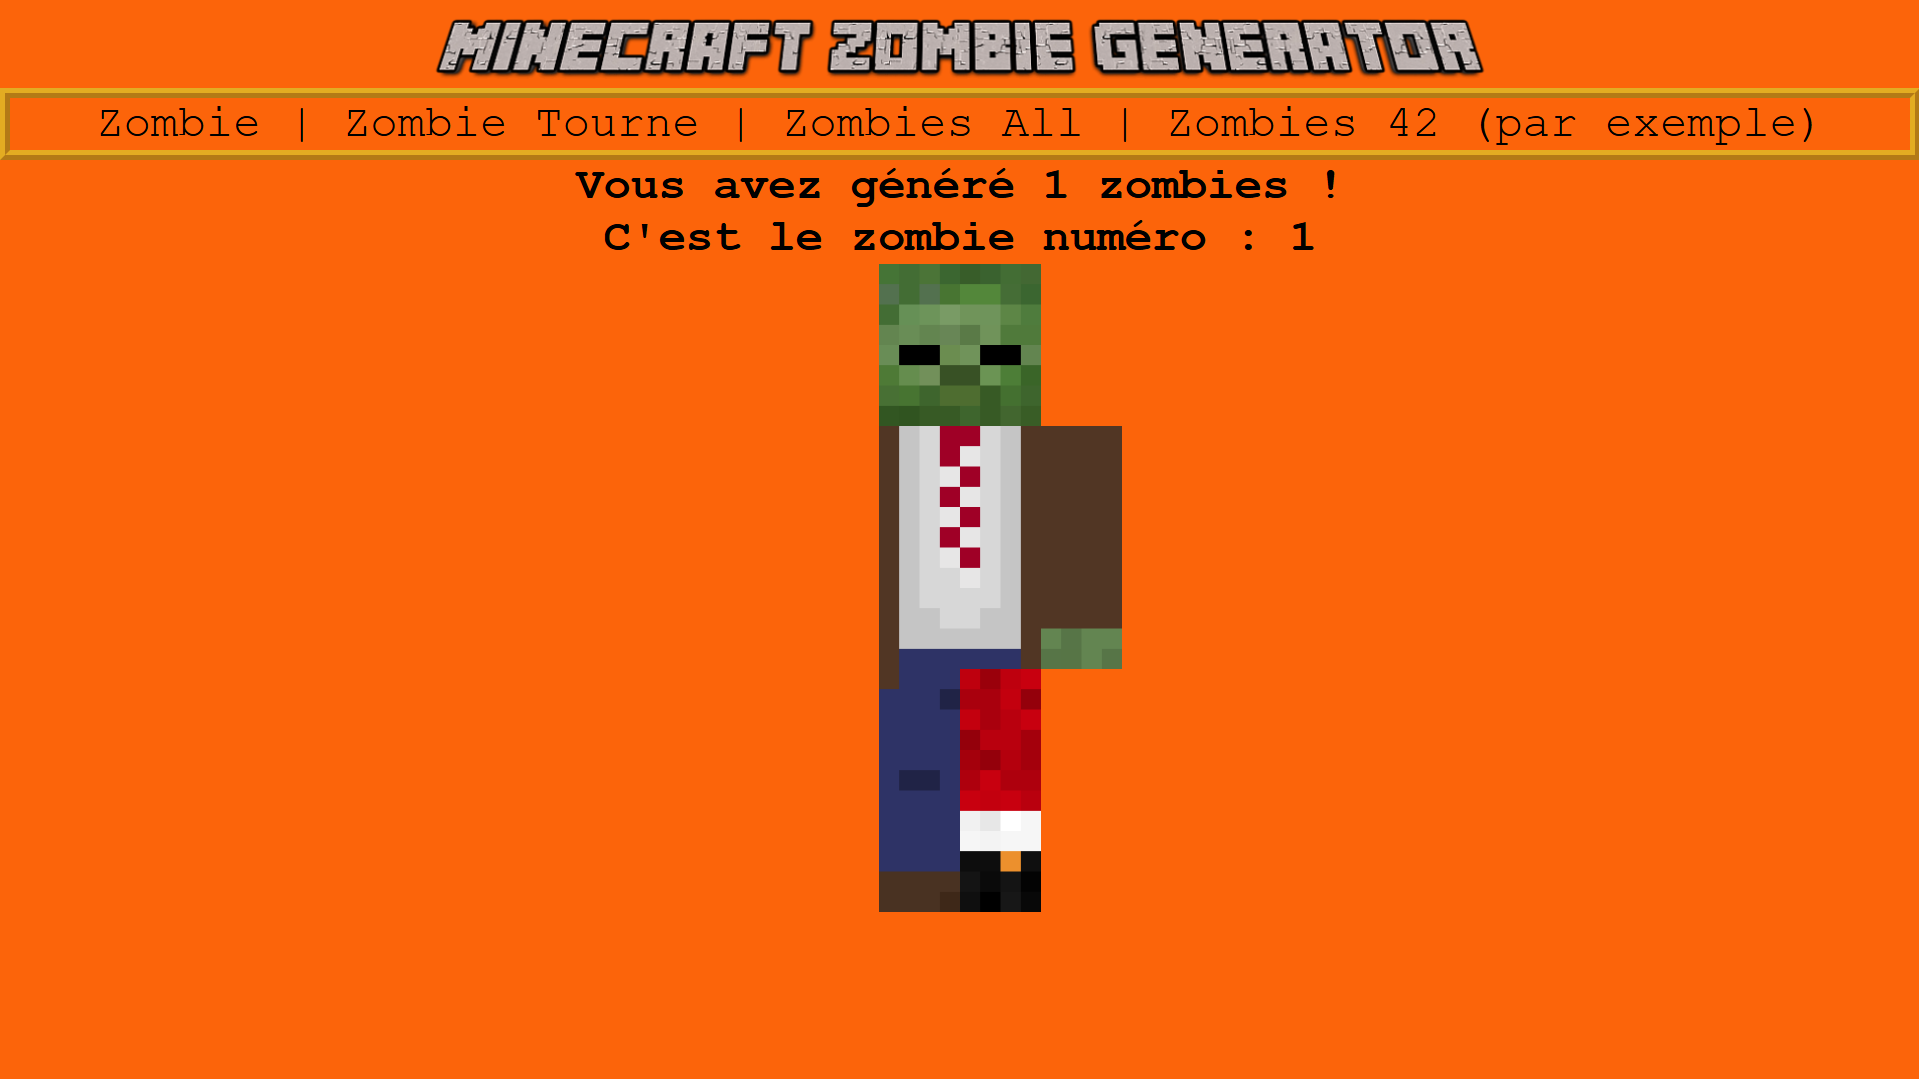 MINECRAFT ZOMBIE GENERATOR
Zombie | Zombie Tourne | Zombies All | Zombies 42 (par exemple)
Vous avez généré 1 zombies !
C'est le zombie numéro : 1